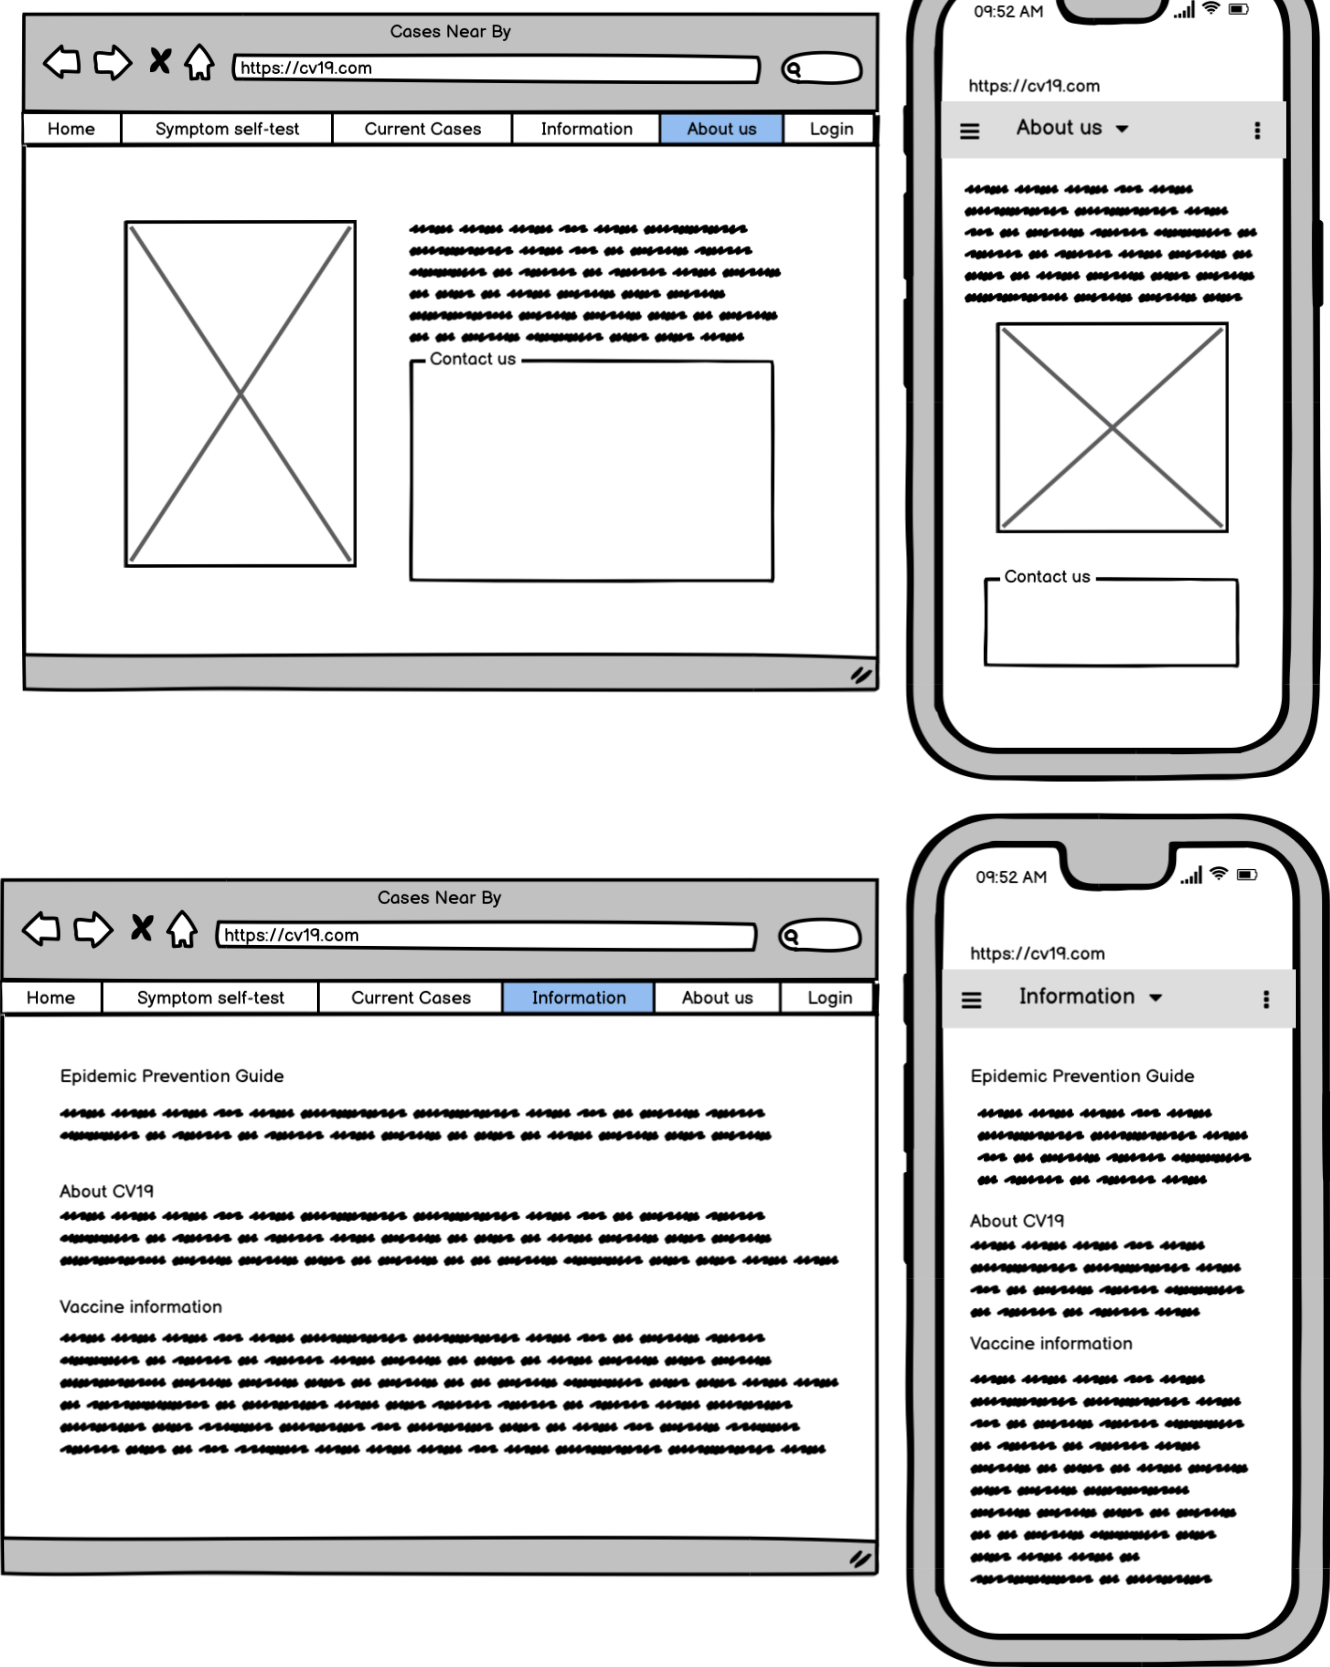 Cases Near By
https://cv19.com
Home Symptom self-test Current Cases Information About us Login
Contact us
09:52 AM
https://cv19.com
About us
Contact us
Cases Near By
https://cv19.com
Home Symptom self-test Current Cases Information About us Login
Epidemic Prevention Guide
About CV19
Vaccine information
09:52 AM
https://cv19.com
Information
Epidemic Prevention Guide
About CV19
Vaccine information